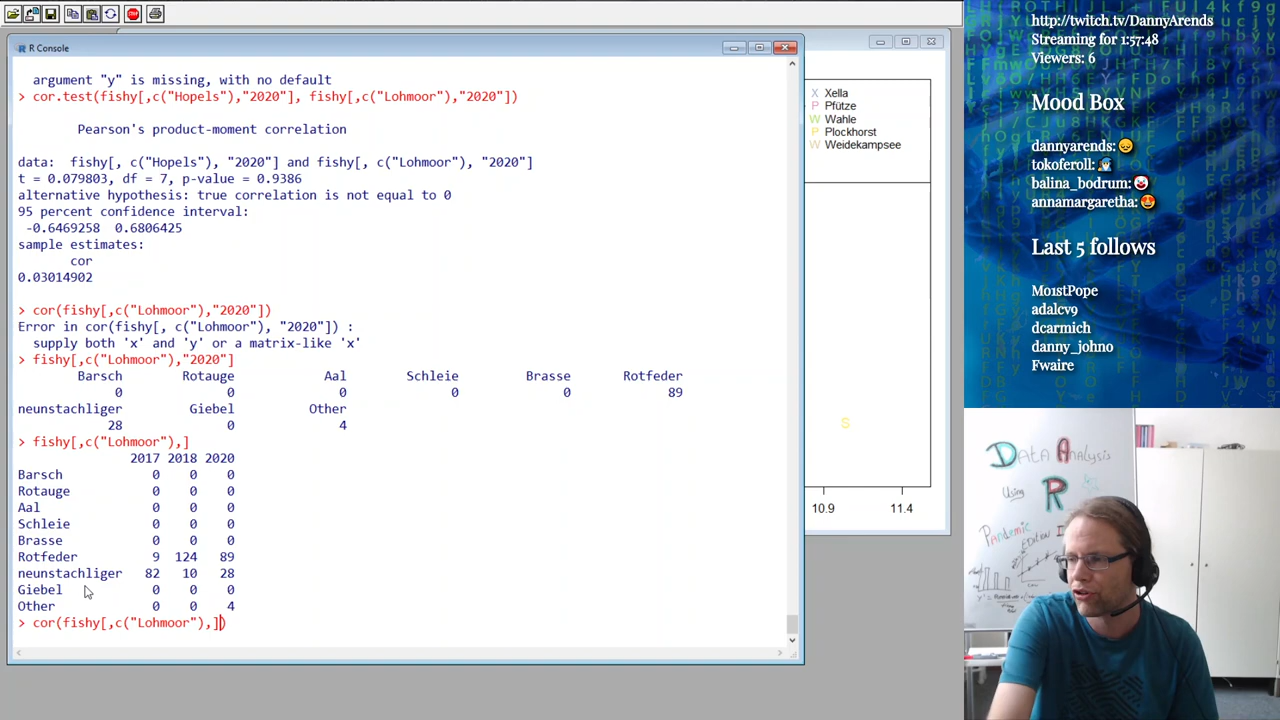 R Console
argument "y" is missing, with no default
> cor.test(fishy[,c("Hopels"),"2020"], fishy[,c("Lohmoor"),"2020"])
Pearson's product-moment correlation
data:  fishy[, c("Hopels"), "2020"] and fishy[, c("Lohmoor"), "2020"]
t = 0.079803, df = 7, p-value = 0.9386
alternative hypothesis: true correlation is not equal to 0
95 percent confidence interval:
-0.6469258  0.6806425
sample estimates:
cor
0.03014902
> cor(fishy[,c("Lohmoor"),"2020"])
Error in cor(fishy[, c("Lohmoor"), "2020"]) :
supply both 'x' and 'y' or a matrix-like 'x'
> fishy[,c("Lohmoor"),"2020"]
Barsch Rotauge Aal Schleie Brasse Rotfeder
0 0 0 0 0 89
neunstachliger Giebel Other
28 0 4
> fishy[,c("Lohmoor"),]
2017 2018 2020
Barsch 0 0 0
Rotauge 0 0 0
Aal 0 0 0
Schleie 0 0 0
Brasse 0 0 0
Rotfeder 9 124 89
neunstachliger 82 10 28
Giebel 0 0 0
Other 0 0 4
> cor(fishy[,c("Lohmoor"),])
X Xella
P Pfütze
W Wahle
P Plockhorst
W Weidekampsee
S
10.9 11.4
http://twitch.tv/DannyArends
Streaming for 1:57:48
Viewers: 6
Mood Box
dannyarends:
tokoferoll:
balina_bodrum:
annamargaretha:
Last 5 follows
Mo1stPope
adalcv9
dcarmich
danny_johno
Fwaire
Data Analysis
Using
R
Pandemic
EDITION